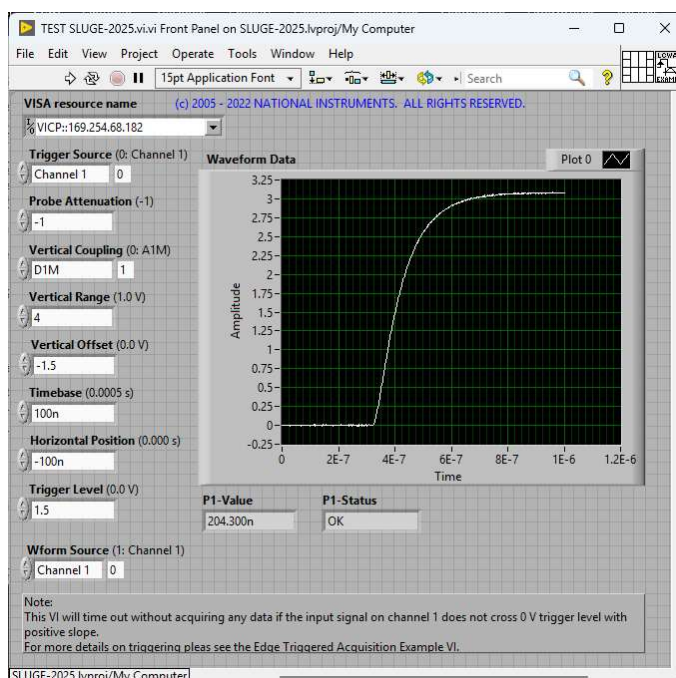 TEST SLUGE-2025.vi.vi Front Panel on SLUGE-2025.lvproj/My Computer
File Edit View Project Operate Tools Window Help
15pt Application Font
Search
LCWA
EXAM
VISA resource name
(c) 2005 - 2022 NATIONAL INSTRUMENTS. ALL RIGHTS RESERVED.
I/O VICP::169.254.68.182
Trigger Source (0: Channel 1)
Channel 1 0
Probe Attenuation (-1)
-1
Vertical Coupling (0: A1M)
D1M 1
Vertical Range (1.0 V)
4
Vertical Offset (0.0 V)
-1.5
Timebase (0.0005 s)
100n
Horizontal Position (0.000 s)
-100n
Trigger Level (0.0 V)
1.5
Wform Source (1: Channel 1)
Channel 1 0
Waveform Data
Plot 0
3.25
3
2.75
2.5
2.25
2
1.75
1.5
1.25
1
0.75
0.5
0.25
0
-0.25
Amplitude
0 2E-7 4E-7 6E-7 8E-7 1E-6 1.2E-6
Time
P1-Value
204.300n
P1-Status
OK
Note:
This VI will time out without acquiring any data if the input signal on channel 1 does not cross 0 V trigger level with
positive slope.
For more details on triggering pleas see the Edge Triggered Acquisition Example VI.
SLUGE-2025.lvproj/My Computer